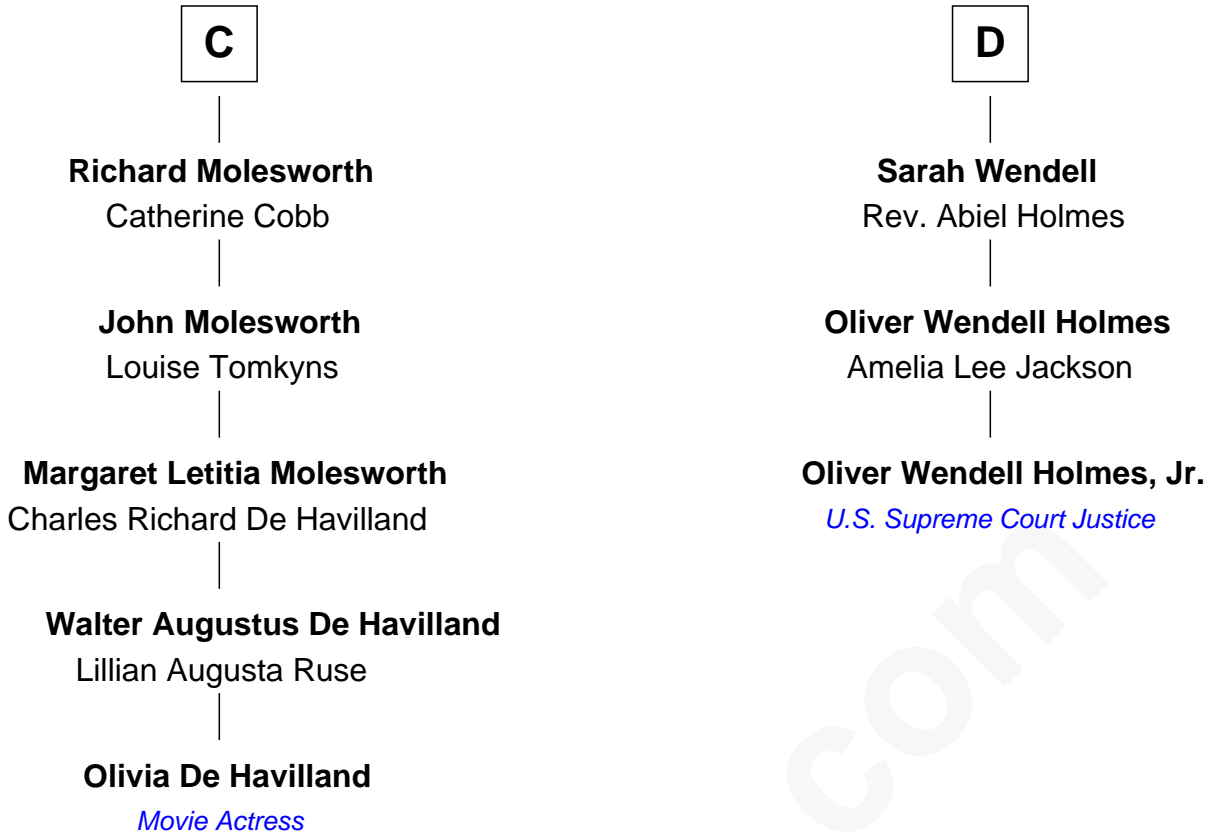 C
Richard Molesworth
Catherine Cobb
John Molesworth
Louise Tomkyns
Margaret Letitia Molesworth
Charles Richard De Havilland
Walter Augustus De Havilland
Lillian Augusta Ruse
Olivia De Havilland
Movie Actress
D
Sarah Wendell
Rev. Abiel Holmes
Oliver Wendell Holmes
Amelia Lee Jackson
Oliver Wendell Holmes, Jr.
U.S. Supreme Court Justice
com